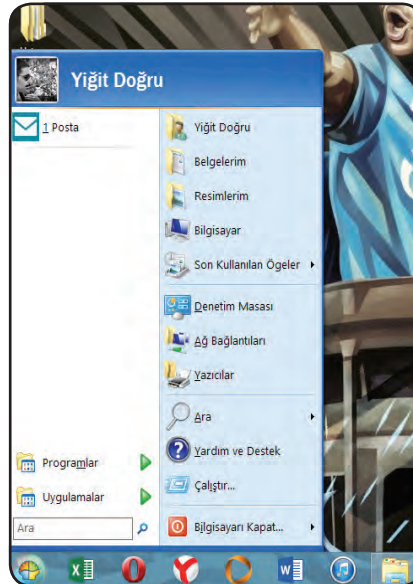 Yiğit Doğru
1 Posta
Programlar
Uygulamalar
Ara
Yiğit Doğru
Belgelerim
Resimlerim
Bilgisayar
Son Kullanılan Ögeler
Denetim Masası
Ağ Bağlantıları
Yazıcılar
Ara
Yardım ve Destek
Çalıştır...
Bilgisayarı Kapat...